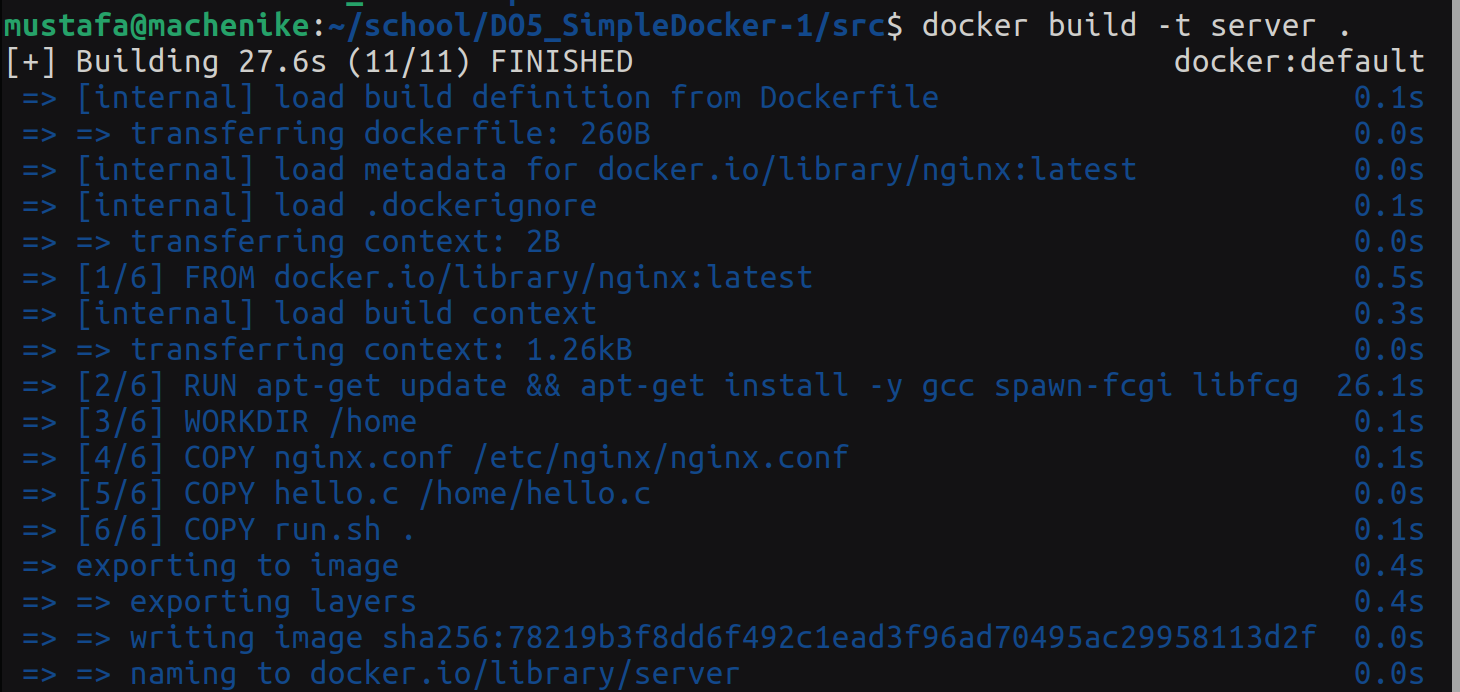 mustafa@machenike:~/school/DO5_SimpleDocker-1/src$ docker build -t server .
[+] Building 27.6s (11/11) FINISHED docker:default
=> [internal] load build definition from Dockerfile 0.1s
=> => transferring dockerfile: 260B 0.0s
=> [internal] load metadata for docker.io/library/nginx:latest 0.0s
=> [internal] load .dockerignore 0.1s
=> => transferring context: 2B 0.0s
=> [1/6] FROM docker.io/library/nginx:latest 0.5s
=> [internal] load build context 0.3s
=> => transferring context: 1.26kB 0.0s
=> [2/6] RUN apt-get update && apt-get install -y gcc spawn-fcgi libfcg 26.1s
=> [3/6] WORKDIR /home 0.1s
=> [4/6] COPY nginx.conf /etc/nginx/nginx.conf 0.1s
=> [5/6] COPY hello.c /home/hello.c 0.0s
=> [6/6] COPY run.sh . 0.1s
=> exporting to image 0.4s
=> => exporting layers 0.4s
=> => writing image sha256:78219b3f8dd6f492c1ead3f96ad70495ac29958113d2f 0.0s
=> => naming to docker.io/library/server 0.0s